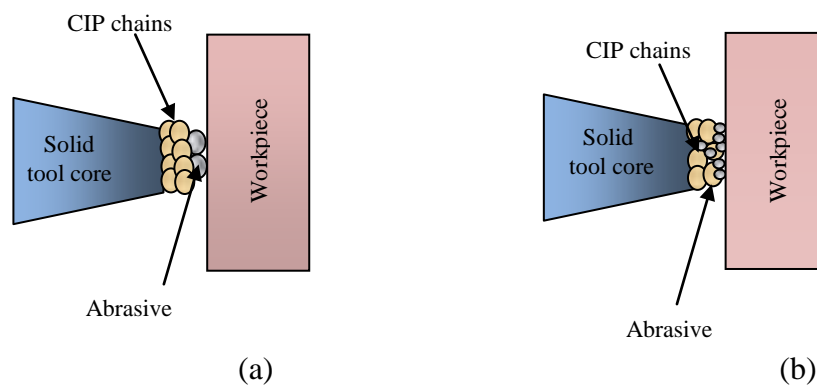 CIP chains
Solid
tool core
Workpiece
Abrasive
(a)
CIP chains
Solid
tool core
Workpiece
Abrasive
(b)